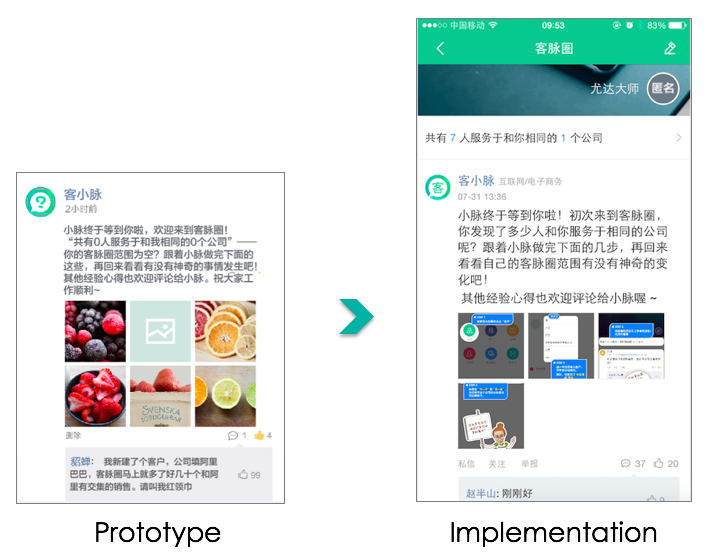 客小脉
2小时前
小脉终于等到你啦，欢迎来到客脉圈！
“共有0人服务于和我相同的0个公司”——
你的客脉圈范围为空？跟着小脉做完下面的
这些，再回来看看有没有神奇的事情发生吧！
其他经验心得也欢迎评论给小脉。祝大家工
作顺利~
SVENSKA
删除
1
4
貂蝉： 我新建了个客户，公司填阿里
巴巴，客脉圈马上就多了好几十个和阿
里有交集的销售。请叫我红领巾
99
Prototype
中国移动
09:53
83%
客脉圈
尤达大师
匿名
共有 7 人服务于和你相同的 1 个公司
客
客小脉 互联网/电子商务
07-31 13:36
小脉终于等到你啦！初次来到客脉圈，
你发现了多少人和你服务于相同的公司
呢？跟着小脉做完下面的几步，再回来
看看自己的客脉圈范围有没有神奇的变
化吧！
其他经验心得也欢迎评论给小脉喔 ~
私信 关注 举报
37
20
赵半山: 刚刚好
9
Implementation